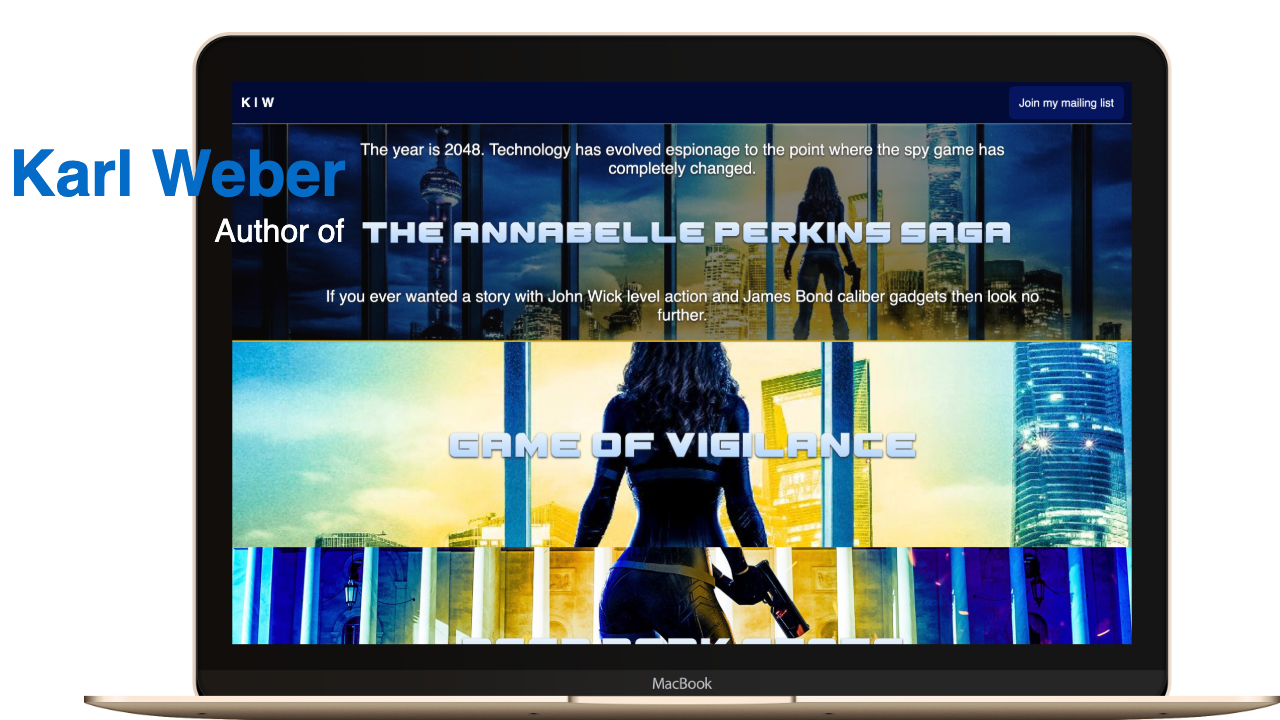 K I W
Join my mailing list
The year is 2048. Technology has evolved espionage to the point where the spy game has
completely changed.
Karl Weber
Author of
THE ANNABELLE PERKINS SAGA
If you ever wanted a story with John Wick level action and James Bond caliber gadgets then look no
further.
GAME OF VIGILANCE
MacBook